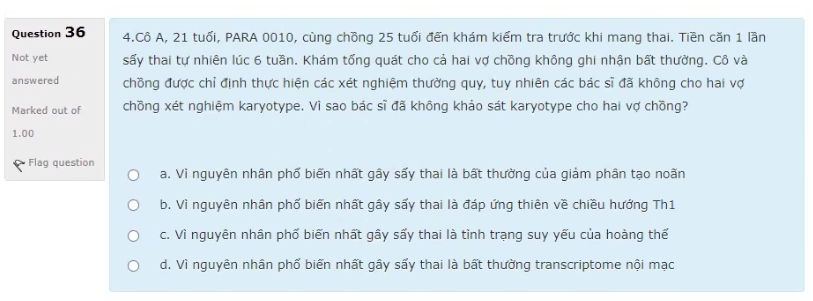 Question 36
Not yet
answered
Marked out of
1.00
Flag question
4.Cô A, 21 tuổi, PARA 0010, cùng chồng 25 tuổi đến khám kiểm tra trước khi mang thai. Tiền căn 1 lần
sẩy thai tự nhiên lúc 6 tuần. Khám tổng quát cho cả hai vợ chồng không ghi nhận bất thường. Cô và
chồng được chỉ định thực hiện các xét nghiệm thường quy, tuy nhiên các bác sĩ đã không cho hai vợ
chồng xét nghiệm karyotype. Vì sao bác sĩ đã không khảo sát karyotype cho hai vợ chồng?
a. Vì nguyên nhân phổ biến nhất gây sẩy thai là bất thường của giảm phân tạo noãn
b. Vì nguyên nhân phổ biến nhất gây sẩy thai là đáp ứng thiên về chiều hướng Th1
c. Vì nguyên nhân phổ biến nhất gây sẩy thai là tình trạng suy yếu của hoàng thể
d. Vì nguyên nhân phổ biến nhất gây sẩy thai là bất thường transcriptome nội mạc